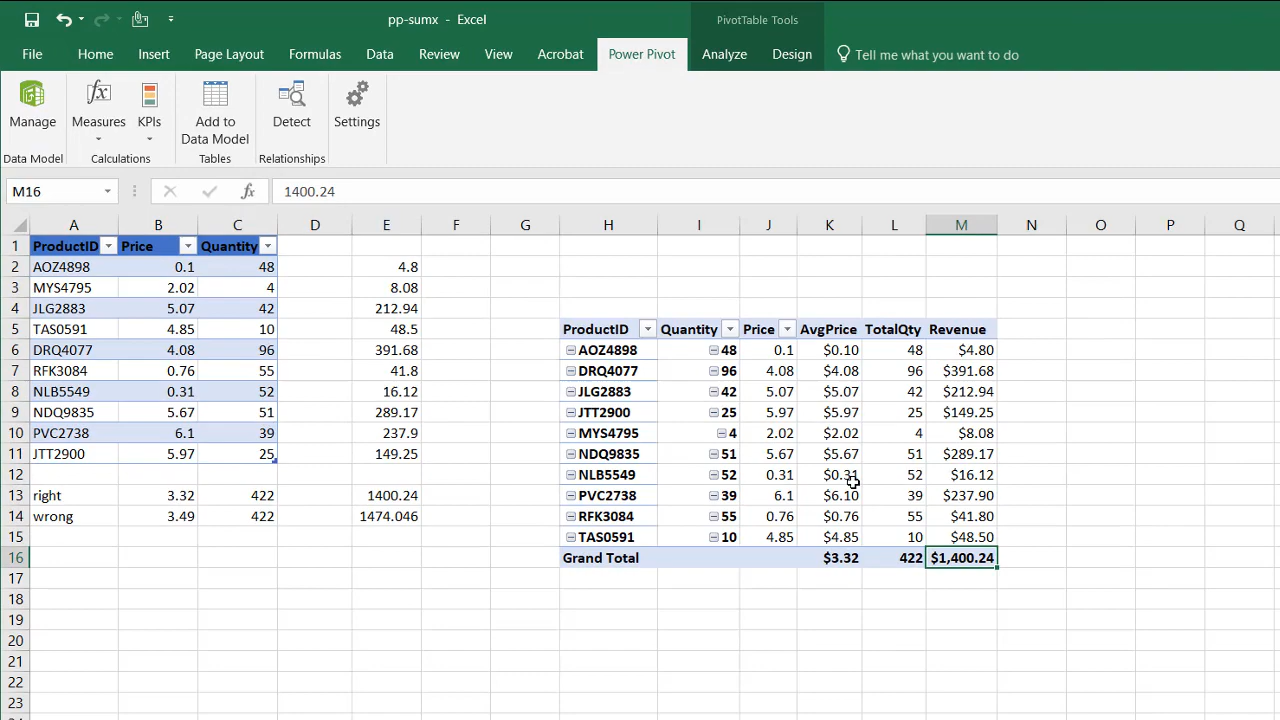 pp-sumx - Excel
PivotTable Tools
File Home Insert Page Layout Formulas Data Review View Acrobat Power Pivot Analyze Design Tell me what you want to do
Manage Measures KPIs Add to Data Model Detect Settings
Data Model Calculations Tables Relationships
M16 fx 1400.24
A B C D E F G H I J K L M N O P Q
1 ProductID Price Quantity
2 AOZ4898 0.1 48 4.8
3 MYS4795 2.02 4 8.08
4 JLG2883 5.07 42 212.94
5 TAS0591 4.85 10 48.5 ProductID Quantity Price AvgPrice TotalQty Revenue
6 DRQ4077 4.08 96 391.68 AOZ4898 48 0.1 $0.10 48 $4.80
7 RFK3084 0.76 55 41.8 DRQ4077 96 4.08 $4.08 96 $391.68
8 NLB5549 0.31 52 16.12 JLG2883 42 5.07 $5.07 42 $212.94
9 NDQ9835 5.67 51 289.17 JTT2900 25 5.97 $5.97 25 $149.25
10 PVC2738 6.1 39 237.9 MYS4795 4 2.02 $2.02 4 $8.08
11 JTT2900 5.97 25 149.25 NDQ9835 51 5.67 $5.67 51 $289.17
12 NLB5549 52 0.31 $0.31 52 $16.12
13 right 3.32 422 1400.24 PVC2738 39 6.1 $6.10 39 $237.90
14 wrong 3.49 422 1474.046 RFK3084 55 0.76 $0.76 55 $41.80
15 TAS0591 10 4.85 $4.85 10 $48.50
16 Grand Total $3.32 422 $1,400.24
17
18
19
20
21
22
23